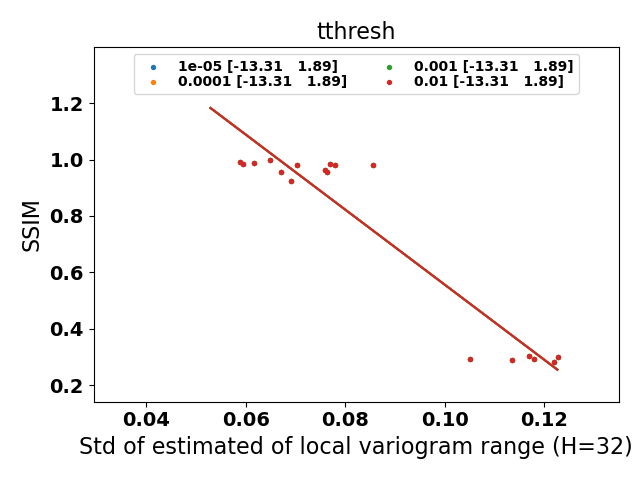 tthresh
1e-05 [-13.31   1.89]
0.0001 [-13.31   1.89]
0.001 [-13.31   1.89]
0.01 [-13.31   1.89]
SSIM
1.2
1.0
0.8
0.6
0.4
0.2
0.04 0.06 0.08 0.10 0.12
Std of estimated of local variogram range (H=32)